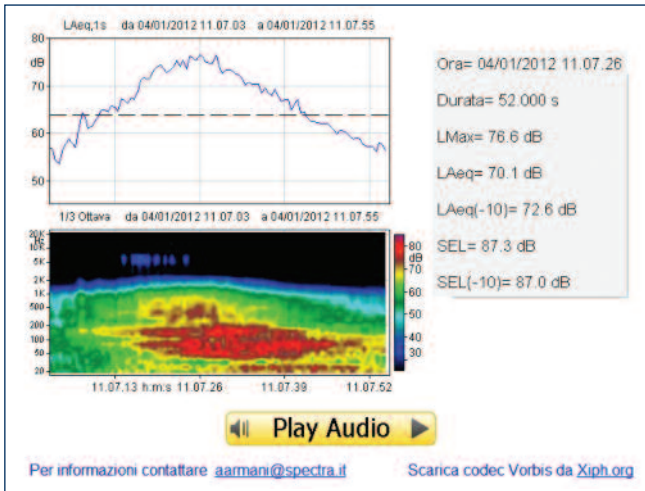 LAeq,1s da 04/01/2012 11.07.03 a 04/01/2012 11.07.55
80
dB
70
60
50
Ora= 04/01/2012 11.07.26
Durata= 52.000 s
LMax= 76.6 dB
LAeq= 70.1 dB
LAeq(-10)= 72.6 dB
SEL= 87.3 dB
SEL(-10)= 87.0 dB
1/3 Ottava da 04/01/2012 11.07.03 a 04/01/2012 11.07.55
20K
Hz
10K
5K
2K
1K
500
200
100
50
20
80
dB
70
60
50
40
30
11.07.13 h:m:s 11.07.26 11.07.39 11.07.52
Play Audio
Per informazioni contattare aarmani@spectra.it
Scarica codec Vorbis da Xiph.org